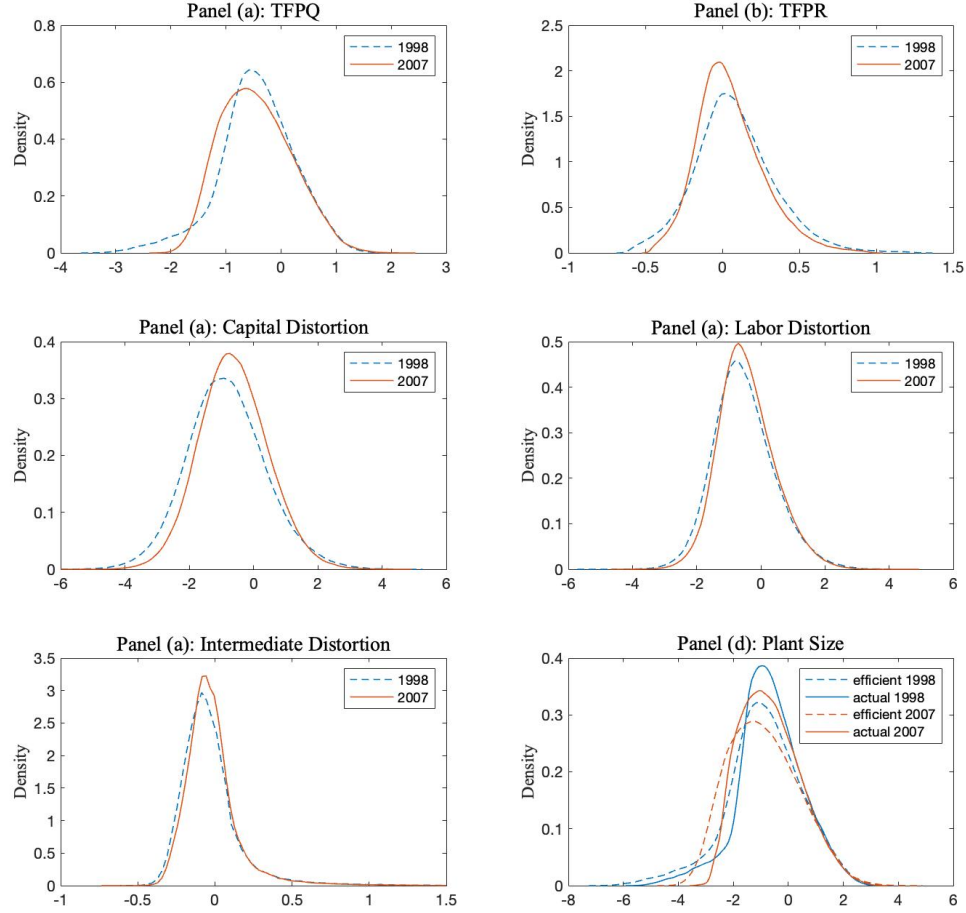 Panel (a): TFPQ
0.8
0.6
0.4
0.2
0
Density
-4 -3 -2 -1 0 1 2 3
1998
2007
Panel (b): TFPR
2.5
2
1.5
1
0.5
0
Density
-1 -0.5 0 0.5 1 1.5
1998
2007
Panel (a): Capital Distortion
0.4
0.3
0.2
0.1
0
Density
-6 -4 -2 0 2 4 6
1998
2007
Panel (a): Labor Distortion
0.5
0.4
0.3
0.2
0.1
0
Density
-6 -4 -2 0 2 4 6
1998
2007
Panel (a): Intermediate Distortion
3.5
3
2.5
2
1.5
1
0.5
0
Density
-1 -0.5 0 0.5 1 1.5
1998
2007
Panel (d): Plant Size
0.4
0.3
0.2
0.1
0
Density
-8 -6 -4 -2 0 2 4 6
efficient 1998
actual 1998
efficient 2007
actual 2007